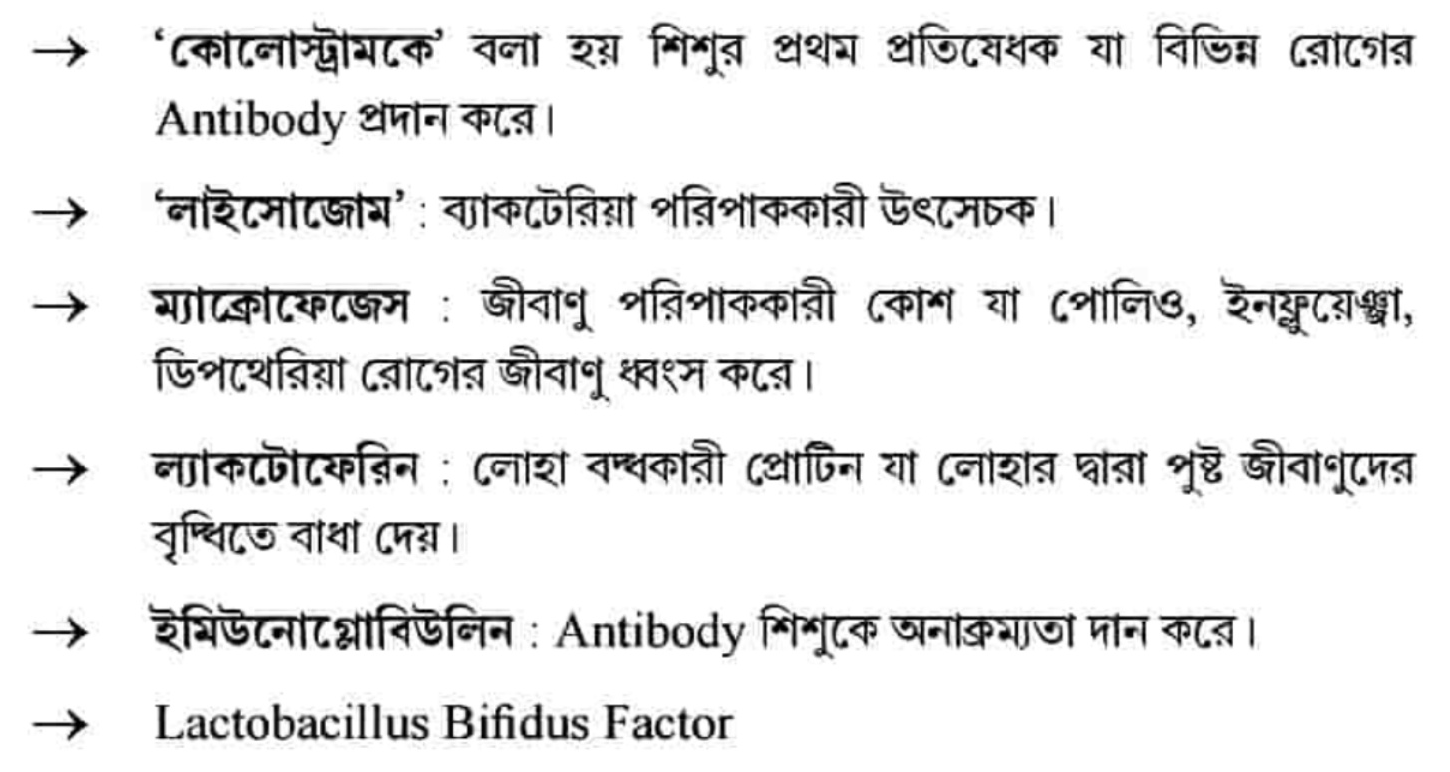 → ‘কোলোস্ট্রামকে’ বলা হয় শিশুর প্রথম প্রতিষেধক যা বিভিন্ন রোগের
Antibody প্রদান করে।
→ ‘লাইসোজোম’ : ব্যাকটেরিয়া পরিপাককারী উৎসেচক।
→ ম্যাক্রোফেজেস : জীবাণু পরিপাককারী কোশ যা পোলিও, ইনফ্লুয়েঞ্জা,
ডিপথেরিয়া রোগের জীবাণু ধ্বংস করে।
→ ল্যাকটোফেরিন : লোহা বদ্ধকারী প্রোটিন যা লোহার দ্বারা পুষ্ট জীবাণুদের
বৃদ্ধিতে বাধা দেয়।
→ ইমিউনোগ্লোবিউলিন : Antibody শিশুকে অনাক্রম্যতা দান করে।
→ Lactobacillus Bifidus Factor